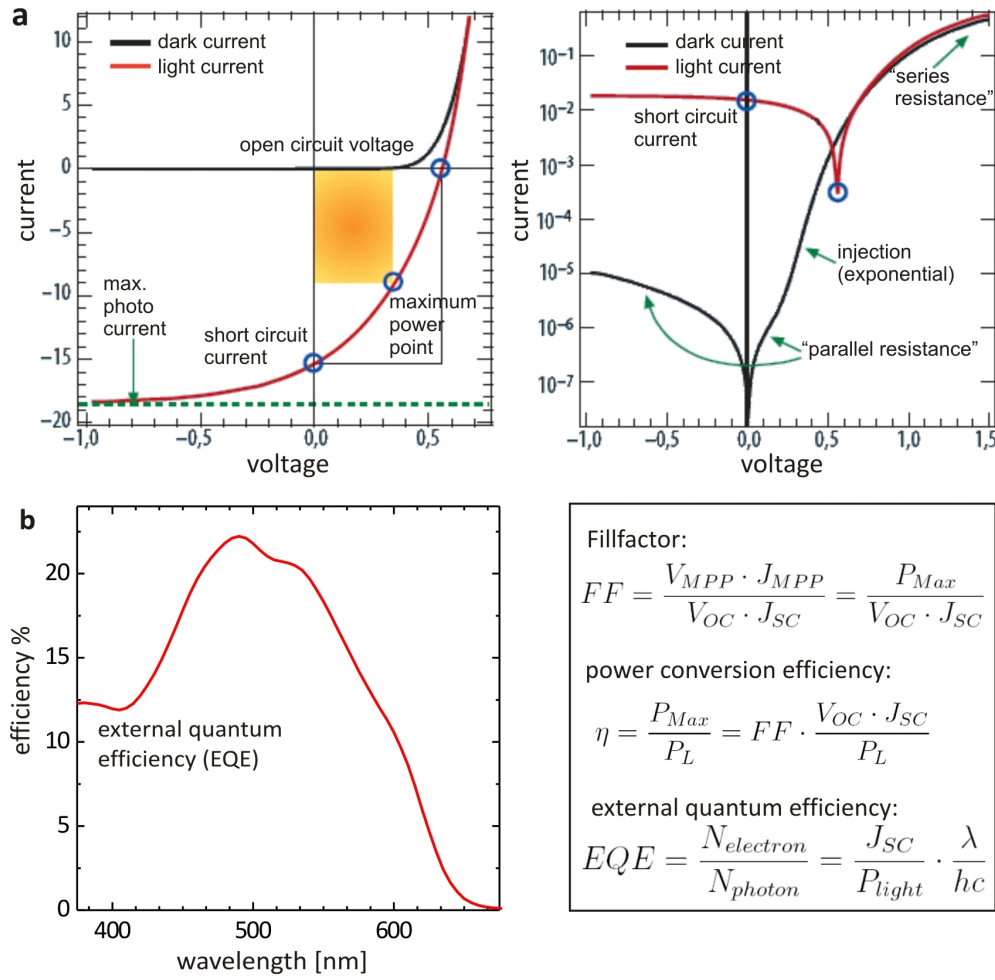 a
dark current
light current
open circuit voltage
max.
photo
current
short circuit
current
maximum
power
point
10
5
0
−5
−10
−15
−20
−1,0
−0,5
0,0
0,5
current
voltage
dark current
light current
short circuit
current
"series
resistance"
injection
(exponential)
"parallel resistance"
10⁻¹
10⁻²
10⁻³
10⁻⁴
10⁻⁵
10⁻⁶
10⁻⁷
−1,0
−0,5
0,0
0,5
1,0
1,5
current
voltage
b
20
15
10
5
0
400
500
600
efficiency %
wavelength [nm]
external quantum
efficiency (EQE)
Fillfactor:
FF = V_MPP · J_MPP / V_OC · J_SC = P_Max / V_OC · J_SC
power conversion efficiency:
η = P_Max / P_L = FF · V_OC · J_SC / P_L
external quantum efficiency:
EQE = N_electron / N_photon = J_SC / P_light · λ / hc